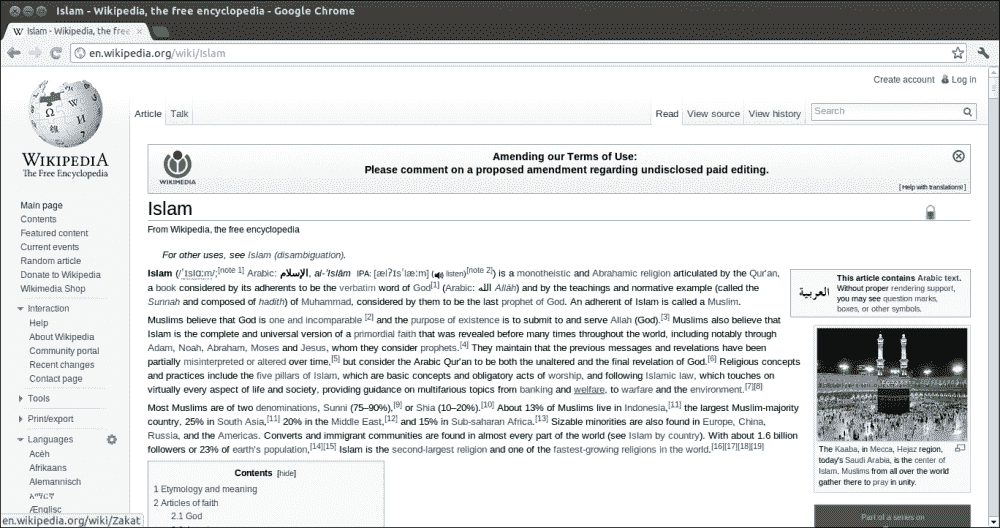 Islam - Wikipedia, the free encyclopedia - Google Chrome
Islam - Wikipedia, the free
en.wikipedia.org/wiki/Islam
Create account Log in
Article Talk Read View source View history Search
WIKIPEDIA
The Free Encyclopedia
Main page
Contents
Featured content
Current events
Random article
Donate to Wikipedia
Wikimedia Shop
Interaction
Help
About Wikipedia
Community portal
Recent changes
Contact page
Tools
Print/export
Languages
Acèh
Afrikaans
Alemannisch
አማርኛ
Ænglisc
en.wikipedia.org/wiki/Zakat
WIKIMEDIA
Amending our Terms of Use:
Please comment on a proposed amendment regarding undisclosed paid editing.
[ Help with translations! ]
Islam
From Wikipedia, the free encyclopedia
For other uses, see Islam (disambiguation).
Islam (/ˈɪslɑːm/;[note 1] Arabic: الإسلام, al-ʾIslām IPA: [ælʔɪsˈlæːm] ( listen)[note 2]) is a monotheistic and Abrahamic religion articulated by the Qur'an,
a book considered by its adherents to be the verbatim word of God[1] (Arabic: الله Allāh) and by the teachings and normative example (called the
Sunnah and composed of hadith) of Muhammad, considered by them to be the last prophet of God. An adherent of Islam is called a Muslim.
Muslims believe that God is one and incomparable [2] and the purpose of existence is to submit to and serve Allah (God).[3] Muslims also believe that
Islam is the complete and universal version of a primordial faith that was revealed before many times throughout the world, including notably through
Adam, Noah, Abraham, Moses and Jesus, whom they consider prophets.[4] They maintain that the previous messages and revelations have been
partially misinterpreted or altered over time,[5] but consider the Arabic Qur'an to be both the unaltered and the final revelation of God.[6] Religious concepts
and practices include the five pillars of Islam, which are basic concepts and obligatory acts of worship, and following Islamic law, which touches on
virtually every aspect of life and society, providing guidance on multifarious topics from banking and welfare, to warfare and the environment.[7][8]
Most Muslims are of two denominations, Sunni (75–90%),[9] or Shia (10–20%).[10] About 13% of Muslims live in Indonesia,[11] the largest Muslim-majority
country, 25% in South Asia,[11] 20% in the Middle East,[12] and 15% in Sub-saharan Africa.[13] Sizable minorities are also found in Europe, China,
Russia, and the Americas. Converts and immigrant communities are found in almost every part of the world (see Islam by country). With about 1.6 billion
followers or 23% of earth's population,[14][15] Islam is the second-largest religion and one of the fastest-growing religions in the world.[16][17][18][19]
Contents [hide]
1 Etymology and meaning
2 Articles of faith
2.1 God
العربية
This article contains Arabic text.
Without proper rendering support,
you may see question marks,
boxes, or other symbols.
The Kaaba, in Mecca, Hejaz region,
today's Saudi Arabia, is the center of
Islam. Muslims from all over the world
gather there to pray in unity.
Part of a series on